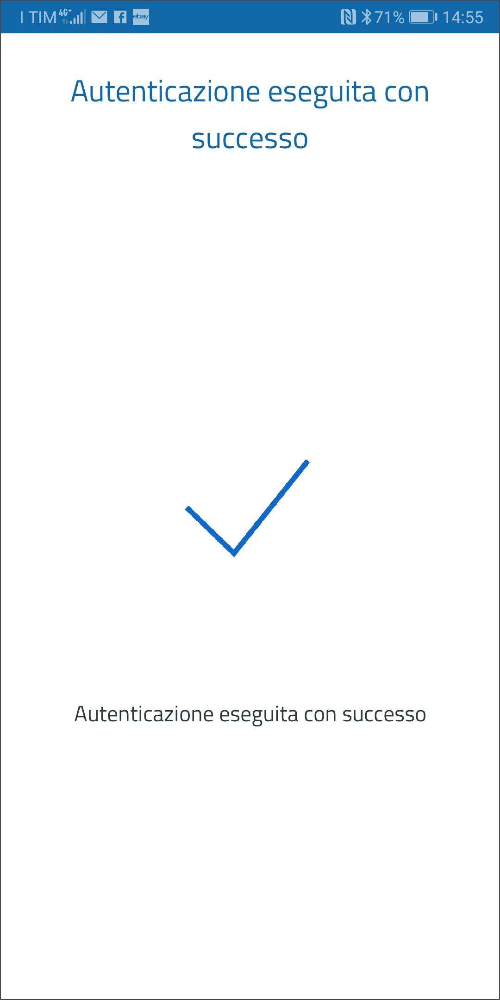 I TIM 4G+ ebay 71% 14:55
Autenticazione eseguita con
successo
Autenticazione eseguita con successo